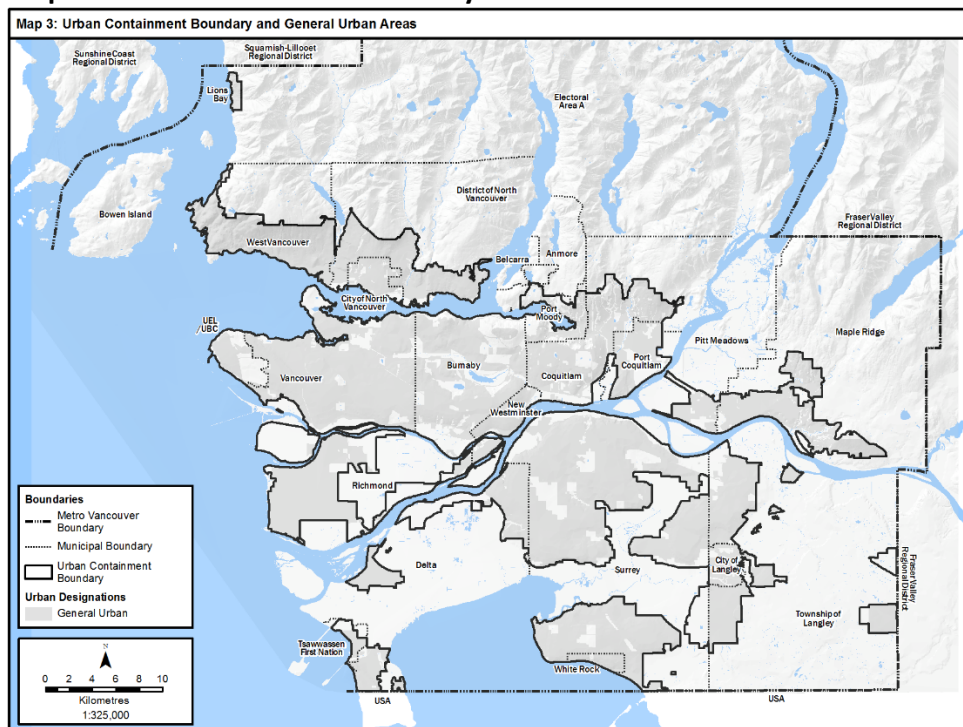 Map 3: Urban Containment Boundary and General Urban Areas
Sunshine Coast
Regional District
Squamish-Lillooet
Regional District
Lions
Bay
Electoral
Area A
Bowen Island
District of North
Vancouver
Fraser Valley
Regional District
West Vancouver
Belcarra
Anmore
City of North
Vancouver
Port
Moody
UEL
/UBC
Pitt Meadows
Maple Ridge
Vancouver
Burnaby
Coquitlam
Port
Coquitlam
New
Westminster
Richmond
Delta
Surrey
City of
Langley
Fraser Valley
Regional District
Township of
Langley
Tsawwassen
First Nation
White Rock
USA
USA
Boundaries
Metro Vancouver
Boundary
Municipal Boundary
Urban Containment
Boundary
Urban Designations
General Urban
N
0 2 4 6 8 10
Kilometres
1:325,000